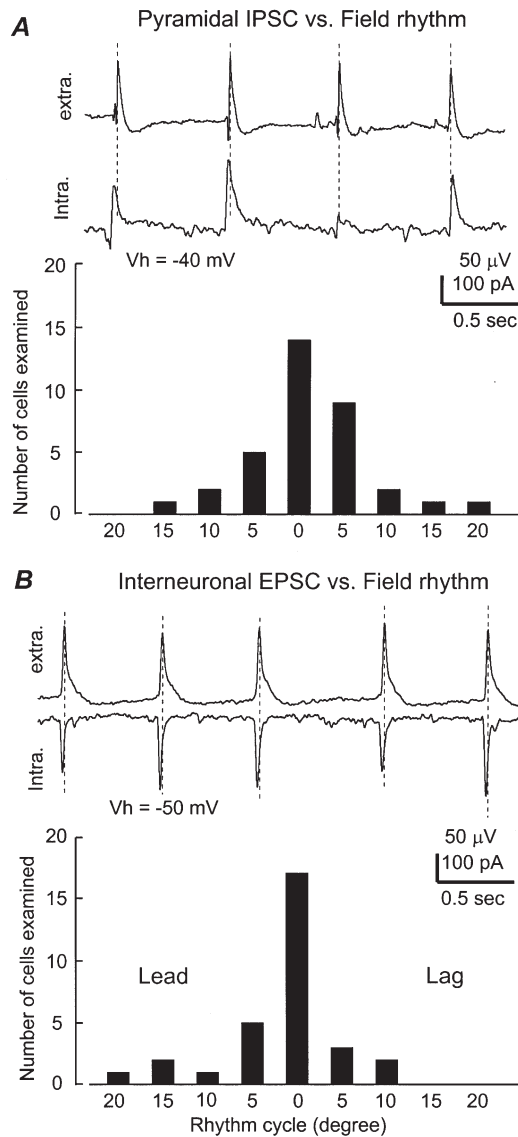 A Pyramidal IPSC vs. Field rhythm
extra.
Intra.
Vh = -40 mV
50 μV
100 pA
0.5 sec
Number of cells examined
20
15
10
5
0
20 15 10 5 0 5 10 15 20
B Interneuronal EPSC vs. Field rhythm
extra.
Intra.
Vh = -50 mV
50 μV
100 pA
0.5 sec
Number of cells examined
20
15
10
5
0
Lead Lag
20 15 10 5 0 5 10 15 20
Rhythm cycle (degree)